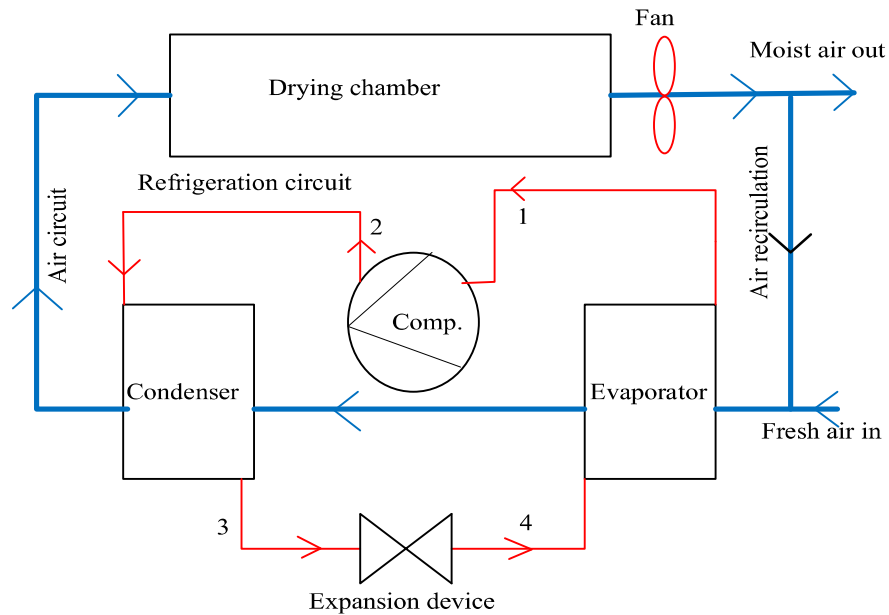 Fan
Moist air out
Drying chamber
Refrigeration circuit
Air circuit
Air recirculation
1
2
Comp.
Condenser
Evaporator
Fresh air in
3
4
Expansion device